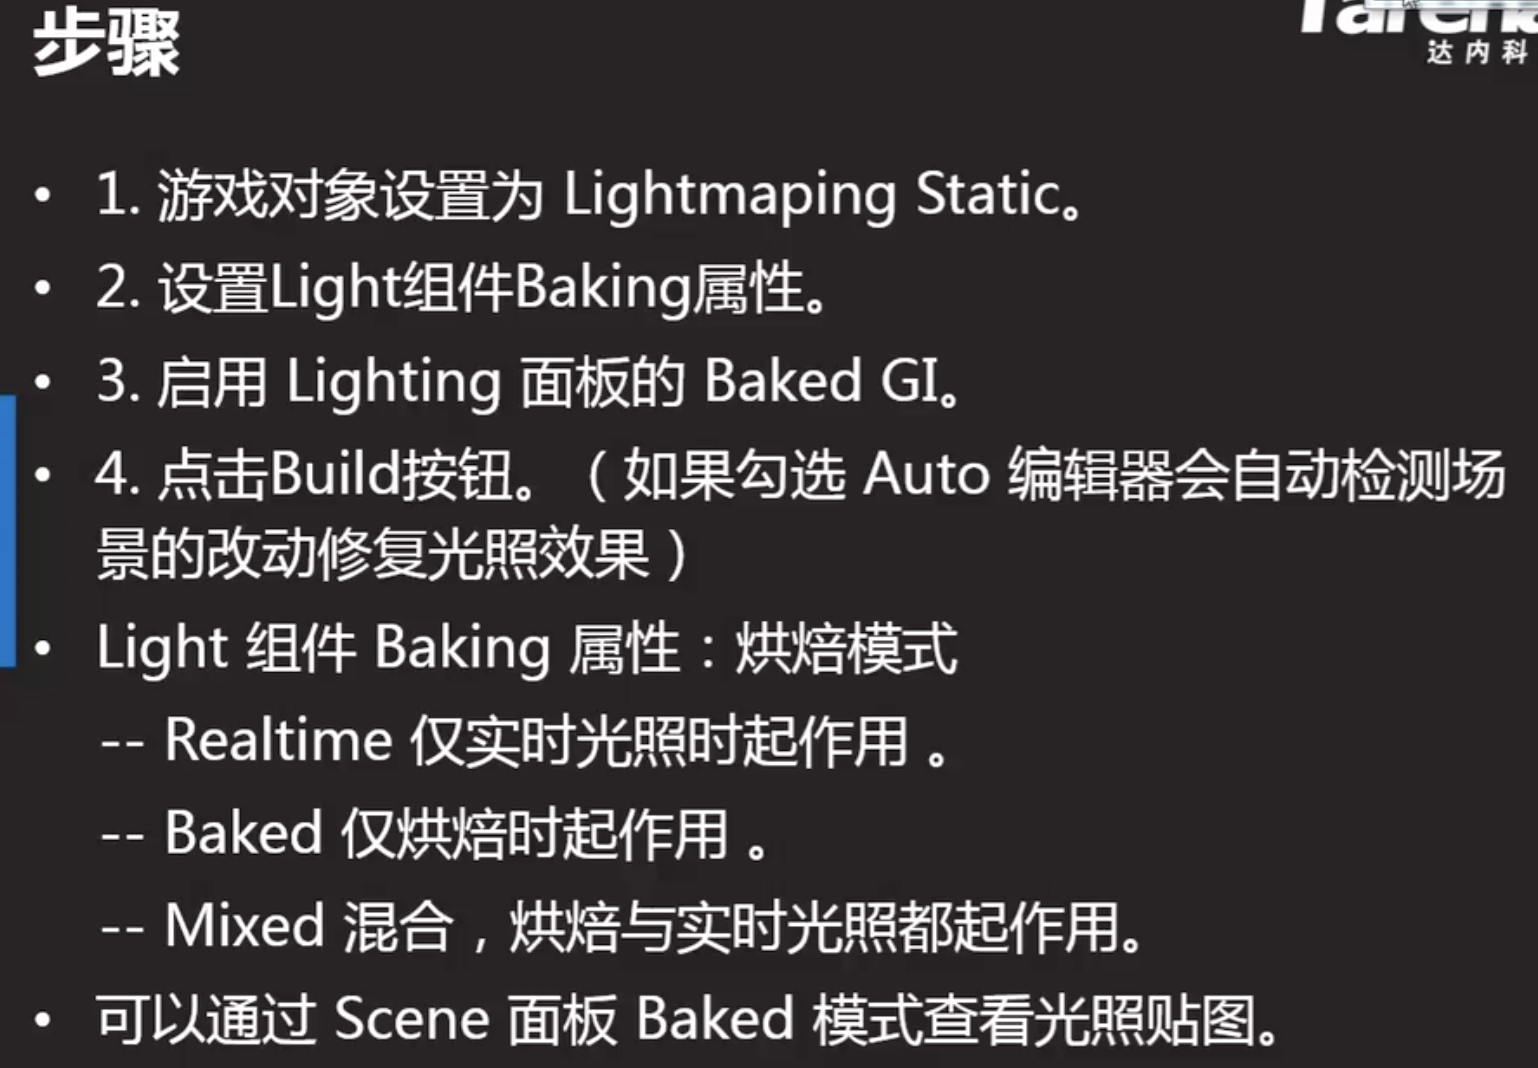 步骤
达内科
• 1. 游戏对象设置为 Lightmaping Static。
• 2. 设置Light组件Baking属性。
• 3. 启用 Lighting 面板的 Baked GI。
• 4. 点击Build按钮。（如果勾选 Auto 编辑器会自动检测场
景的改动修复光照效果）
• Light 组件 Baking 属性：烘焙模式
-- Realtime 仅实时光照时起作用 。
-- Baked 仅烘焙时起作用 。
-- Mixed 混合，烘焙与实时光照都起作用。
• 可以通过 Scene 面板 Baked 模式查看光照贴图。